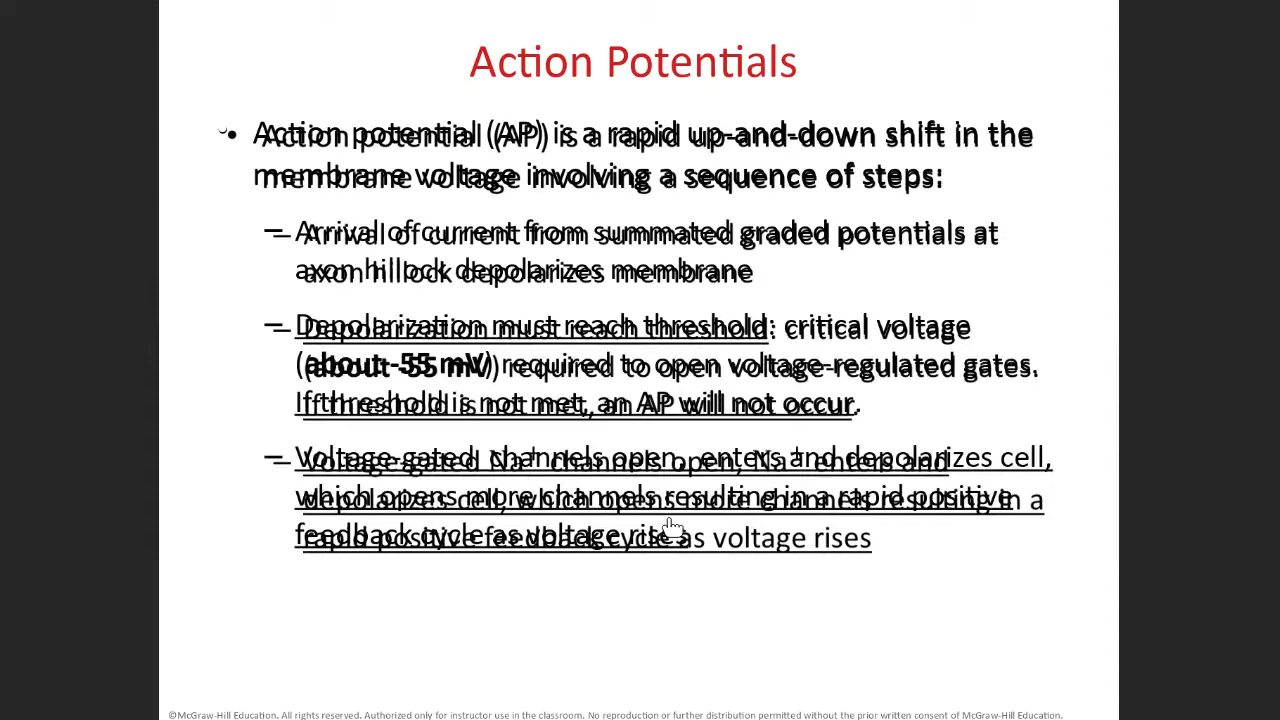 Action Potentials
• Action potential (AP) is a rapid up-and-down shift in the
membrane voltage involving a sequence of steps:
– Arrival of current from summated graded potentials at
axon hillock depolarizes membrane
– Depolarization must reach threshold: critical voltage
(about -55 mV) required to open voltage-regulated gates.
If threshold is not met, an AP will not occur.
– Voltage-gated Na⁺ channels open, Na⁺ enters and
depolarizes cell, which opens more channels resulting in a
rapid positive feedback cycle as voltage rises
©McGraw-Hill Education. All rights reserved. Authorized only for instructor use in the classroom. No reproduction or further distribution permitted without the prior written consent of McGraw-Hill Education.